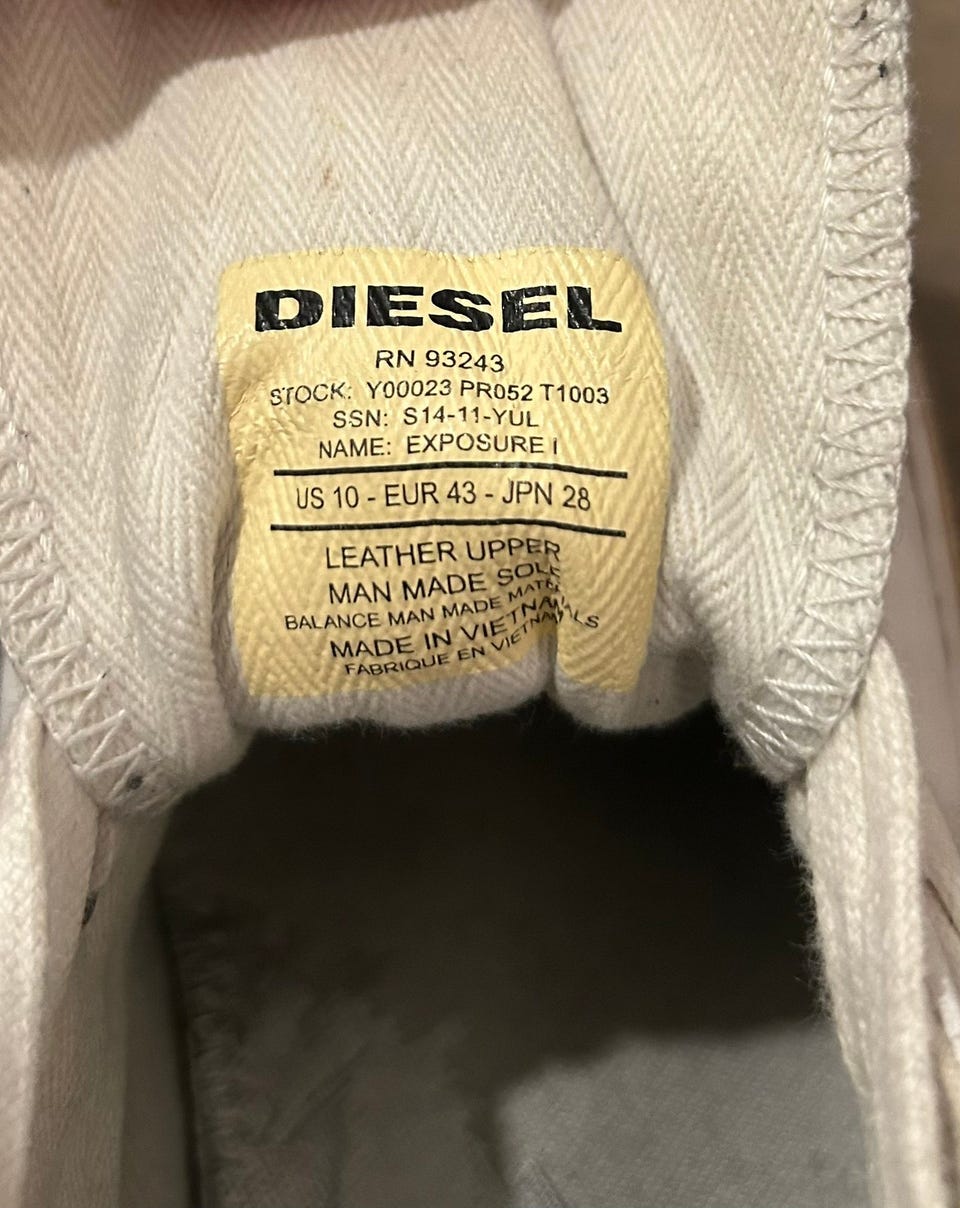 DIESEL
RN 93243
STOCK: Y00023 PR052 T1003
SSN: S14-11-YUL
NAME: EXPOSURE I
US 10 - EUR 43 - JPN 28
LEATHER UPPER
MAN MADE SOLE
BALANCE MAN MADE MATERIALS
MADE IN VIETNAM
FABRIQUE EN VIETNAM